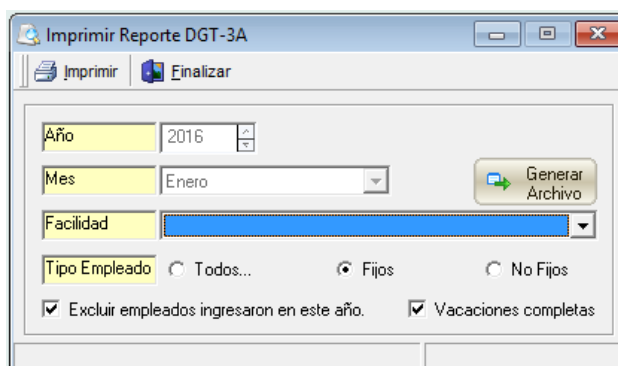 Imprimir Reporte DGT-3A
Imprimir Finalizar
Año 2016
Mes Enero
Generar
Archivo
Facilidad
Tipo Empleado Todos... Fijos No Fijos
Excluir empleados ingresaron en este año. Vacaciones completas